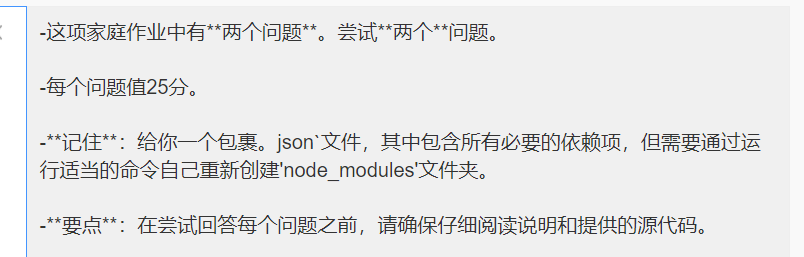 -这项家庭作业中有**两个问题**。尝试**两个**问题。
-每个问题值25分。
-**记住**：给你一个包裹。json`文件，其中包含所有必要的依赖项，但需要通过运
行适当的命令自己重新创建'node_modules'文件夹。
-**要点**：在尝试回答每个问题之前，请确保仔细阅读说明和提供的源代码。